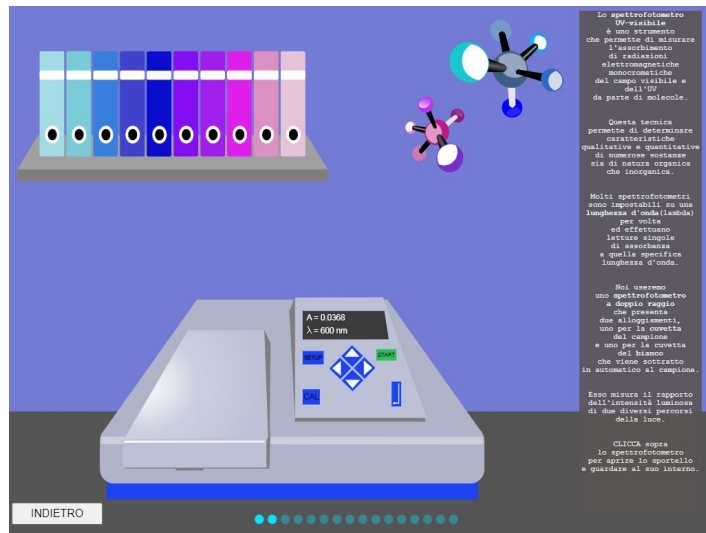 Lo spettrofotometro
UV-visibile
è uno strumento
che permette di misurare
l'assorbimento
di radiazioni
elettromagnetiche
monocromatiche
del campo visibile e
dell'UV
da parte di molecole.
Questa tecnica
permette di determinare
caratteristiche
qualitative e quantitative
di numerose sostanze
sia di natura organica
che inorganica.
Molti spettrofotometri
sono impostabili su una
lunghezza d'onda(lambda)
per volta
ed effettuano
letture singole
di assorbanza
a quella specifica
lunghezza d'onda.
Noi useremo
uno spettrofotometro
a doppio raggio
che presenta
due alloggiamenti,
uno per la cuvetta
del campione
e uno per la cuvetta
del bianco
che viene sottratto
in automatico al campione.
Esso misura il rapporto
dell'intensità luminosa
di due diversi percorsi
della luce.
CLICCA sopra
lo spettrofotometro
per aprire lo sportello
e guardare al suo interno.
A = 0.0368
λ = 600 nm
SETUP
START
CAL
INDIETRO